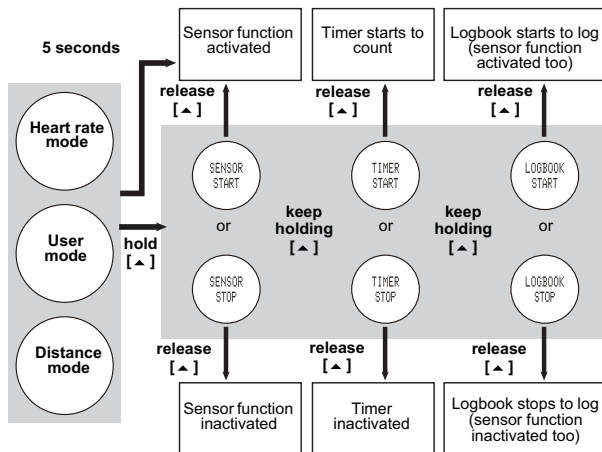 5 seconds
Sensor function
activated
Timer starts to
count
Logbook starts to log
(sensor function
activated too)
release
[▲]
release
[▲]
release
[▲]
Heart rate
mode
SENSOR
START
TIMER
START
LOGBOOK
START
User
mode
hold
[▲]
or
keep
holding
[▲]
or
keep
holding
[▲]
or
SENSOR
STOP
TIMER
STOP
LOGBOOK
STOP
Distance
mode
release
[▲]
release
[▲]
release
[▲]
Sensor function
inactivated
Timer
inactivated
Logbook stops to log
(sensor function
inactivated too)